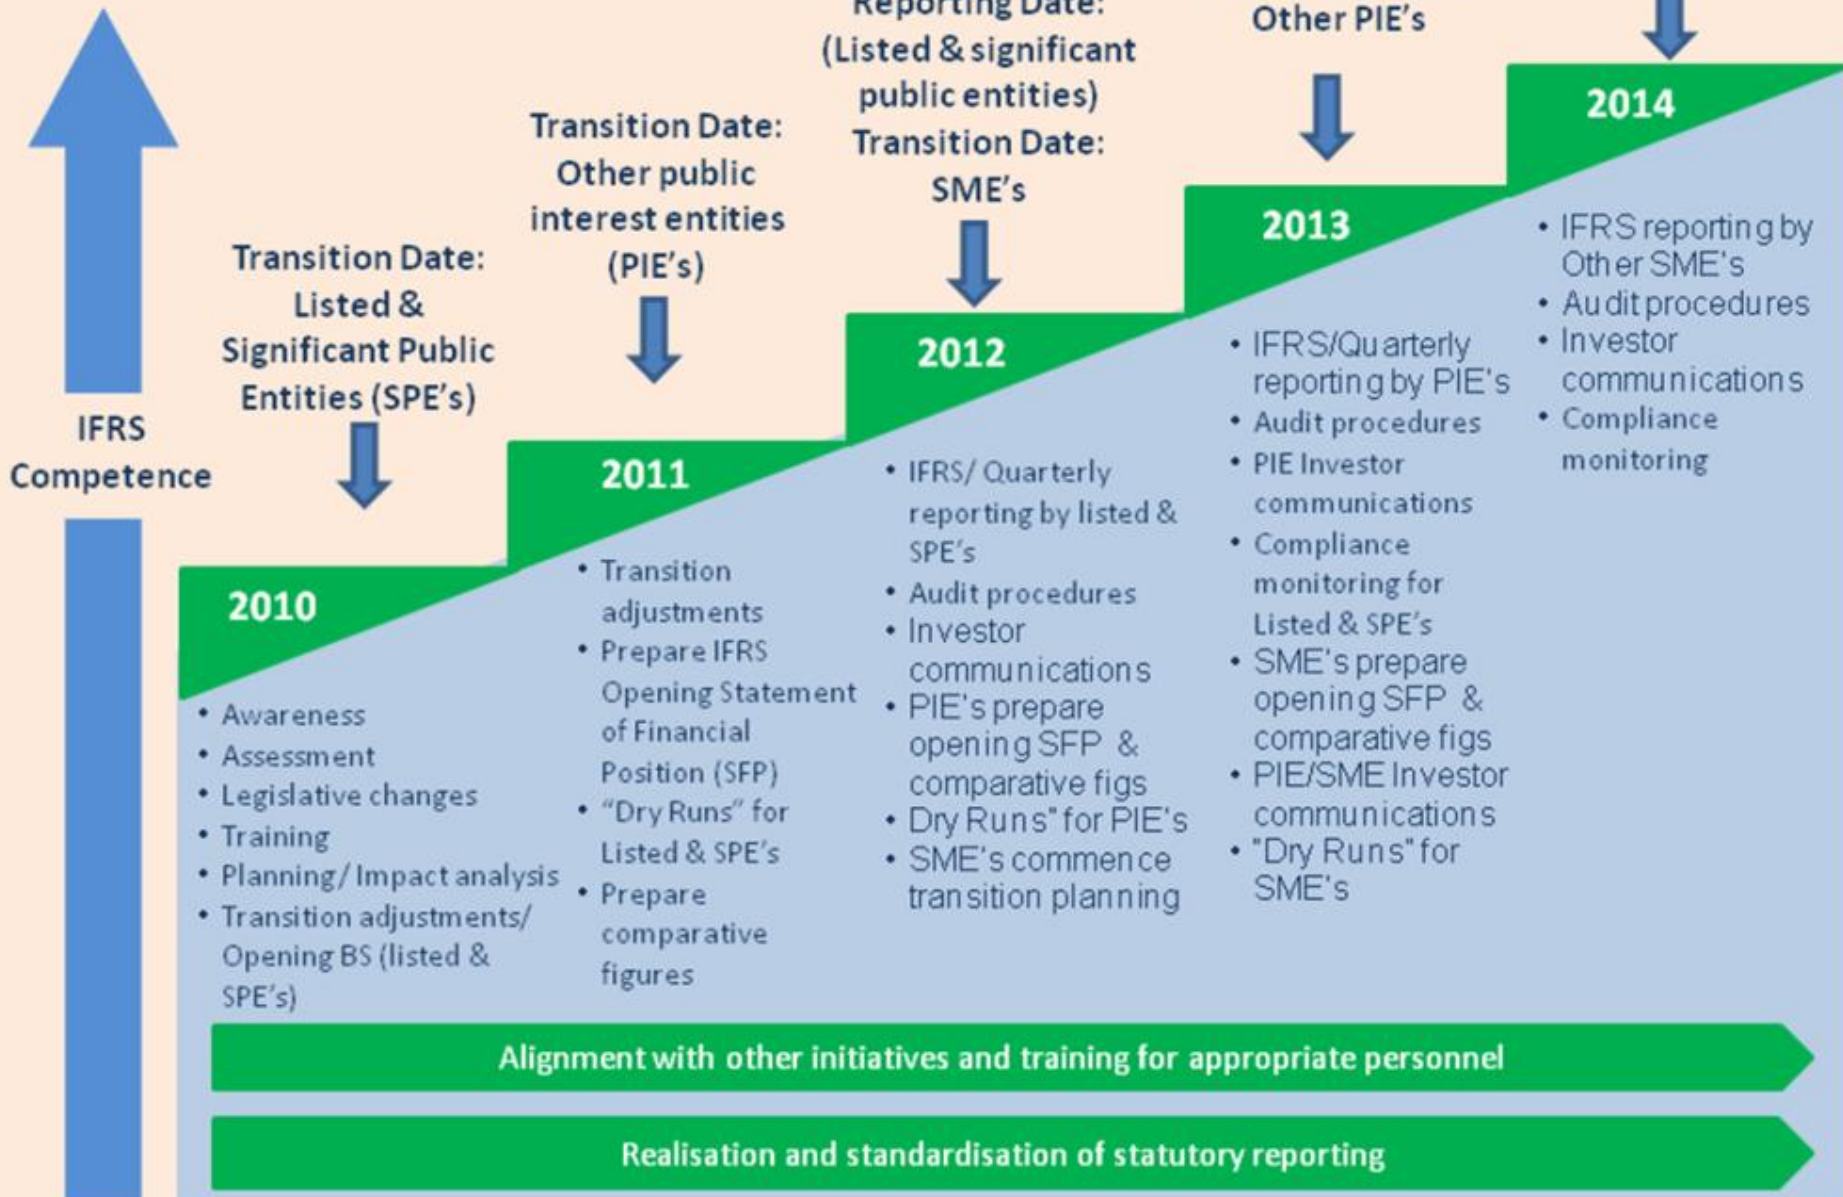 IFRS
Competence
Transition Date:
Listed &
Significant Public
Entities (SPE's)
Transition Date:
Other public
interest entities
(PIE's)
Reporting Date:
(Listed & significant
public entities)
Transition Date:
SME's
Other PIE's
2010
• Awareness
• Assessment
• Legislative changes
• Training
• Planning/ Impact analysis
• Transition adjustments/
Opening BS (listed &
SPE's)
2011
• Transition
adjustments
• Prepare IFRS
Opening Statement
of Financial
Position (SFP)
• "Dry Runs" for
Listed & SPE's
• Prepare
comparative
figures
2012
• IFRS/ Quarterly
reporting by listed &
SPE's
• Audit procedures
• Investor
communications
• PIE's prepare
opening SFP &
comparative figs
• Dry Runs" for PIE's
• SME's commence
transition planning
2013
• IFRS/Quarterly
reporting by PIE's
• Audit procedures
• PIE Investor
communications
• Compliance
monitoring for
Listed & SPE's
• SME's prepare
opening SFP &
comparative figs
• PIE/SME Investor
communications
• "Dry Runs" for
SME's
2014
• IFRS reporting by
Other SME's
• Audit procedures
• Investor
communications
• Compliance
monitoring
Alignment with other initiatives and training for appropriate personnel
Realisation and standardisation of statutory reporting